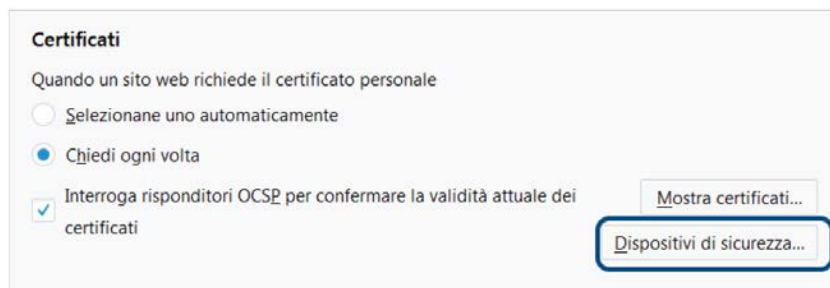 Certificati
Quando un sito web richiede il certificato personale
Selezionane uno automaticamente
Chiedi ogni volta
Interroga risponditori OCSP per confermare la validità attuale dei
certificati
Mostra certificati...
Dispositivi di sicurezza...